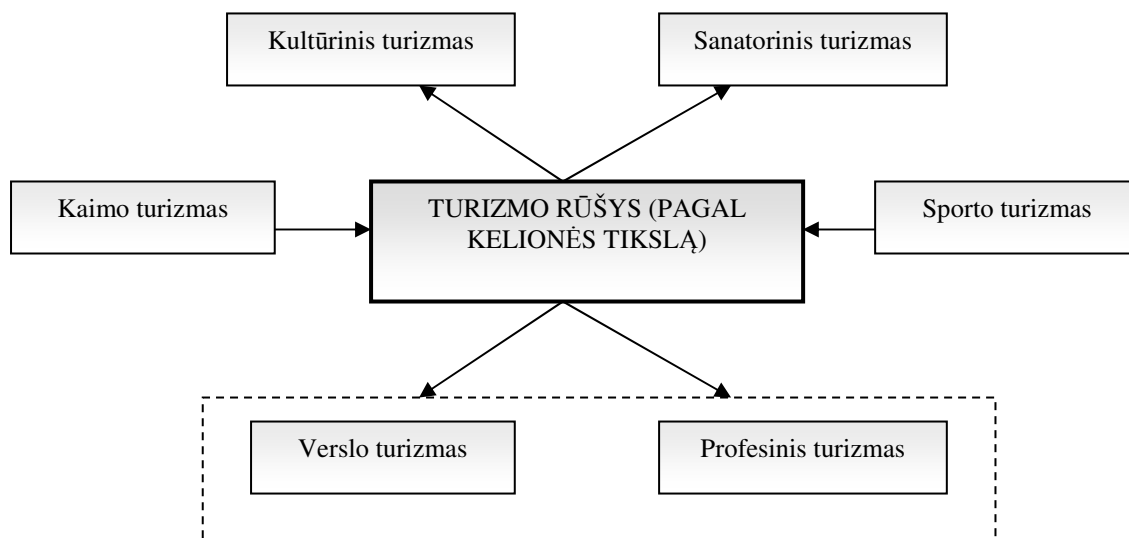 Kultūrinis turizmas
Sanatorinis turizmas
Kaimo turizmas
TURIZMO RŪŠYS (PAGAL
KELIONĖS TIKSLĄ)
Sporto turizmas
Verslo turizmas
Profesinis turizmas